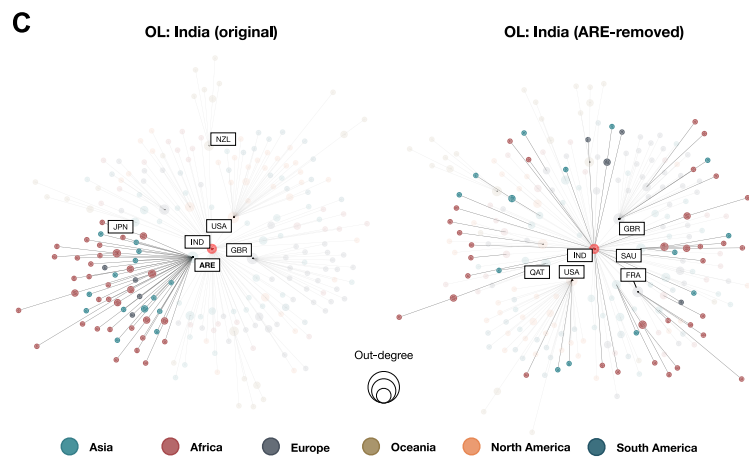 C
OL: India (original)
OL: India (ARE-removed)
NZL
JPN
USA
IND
GBR
ARE
GBR
IND
SAU
QAT
USA
FRA
Out-degree
Asia
Africa
Europe
Oceania
North America
South America